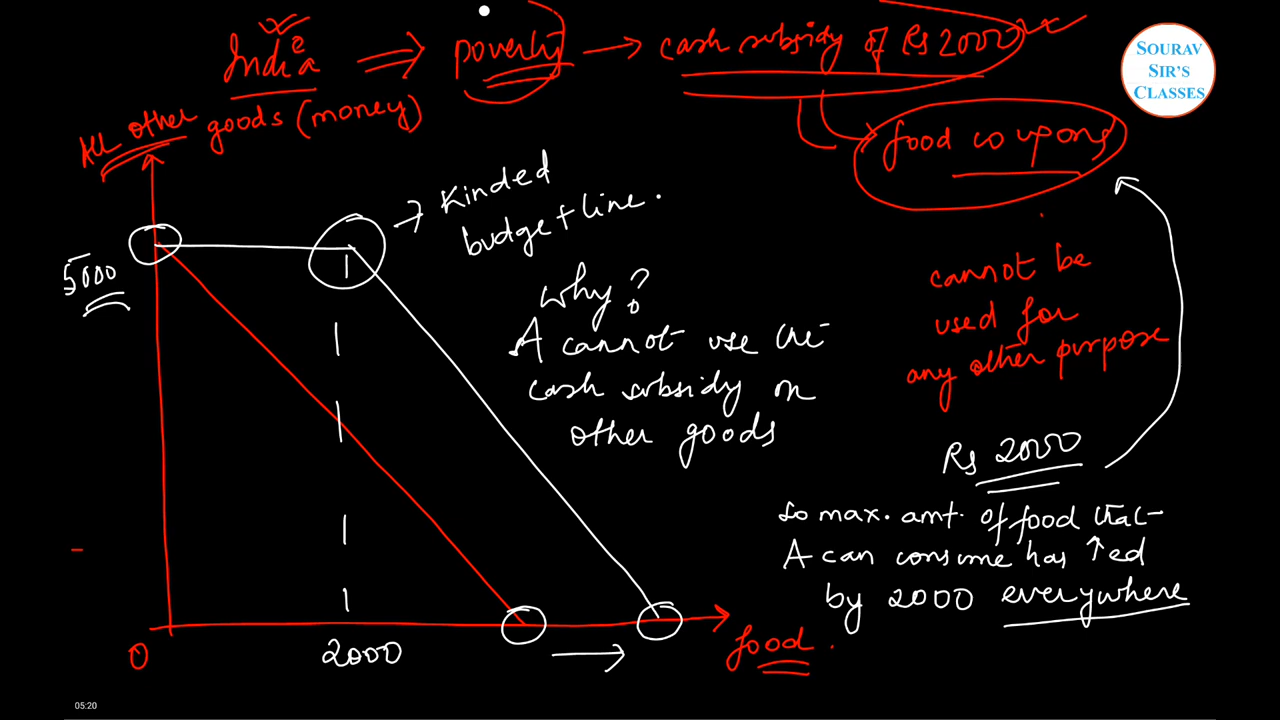 India ⇒ poverty → cash subsidy of Rs 2000
All other goods (money)
food coupons
SOURAV
SIR'S
CLASSES
→ Kinded
budget line.
5000
Why?
A cannot use the
cash subsidy on
other goods
cannot be
used for
any other purpose
Rs 2000
So max. amt. of food that
A can consume has ↑ed
by 2000 everywhere
0
2000
food.
05:20